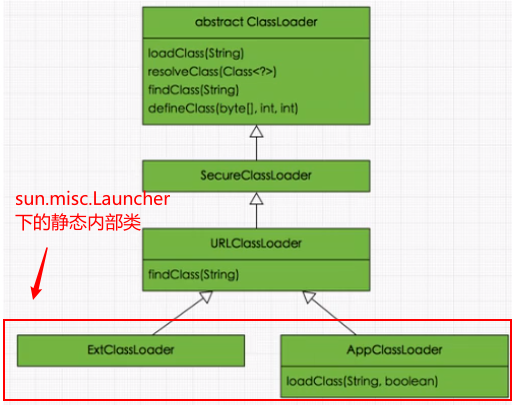 abstract ClassLoader
loadClass(String)
resolveClass(Class<?>)
findClass(String)
defineClass(byte[], int, int)
SecureClassLoader
sun.misc.Launcher
下的静态内部类
URLClassLoader
findClass(String)
ExtClassLoader
AppClassLoader
loadClass(String, boolean)